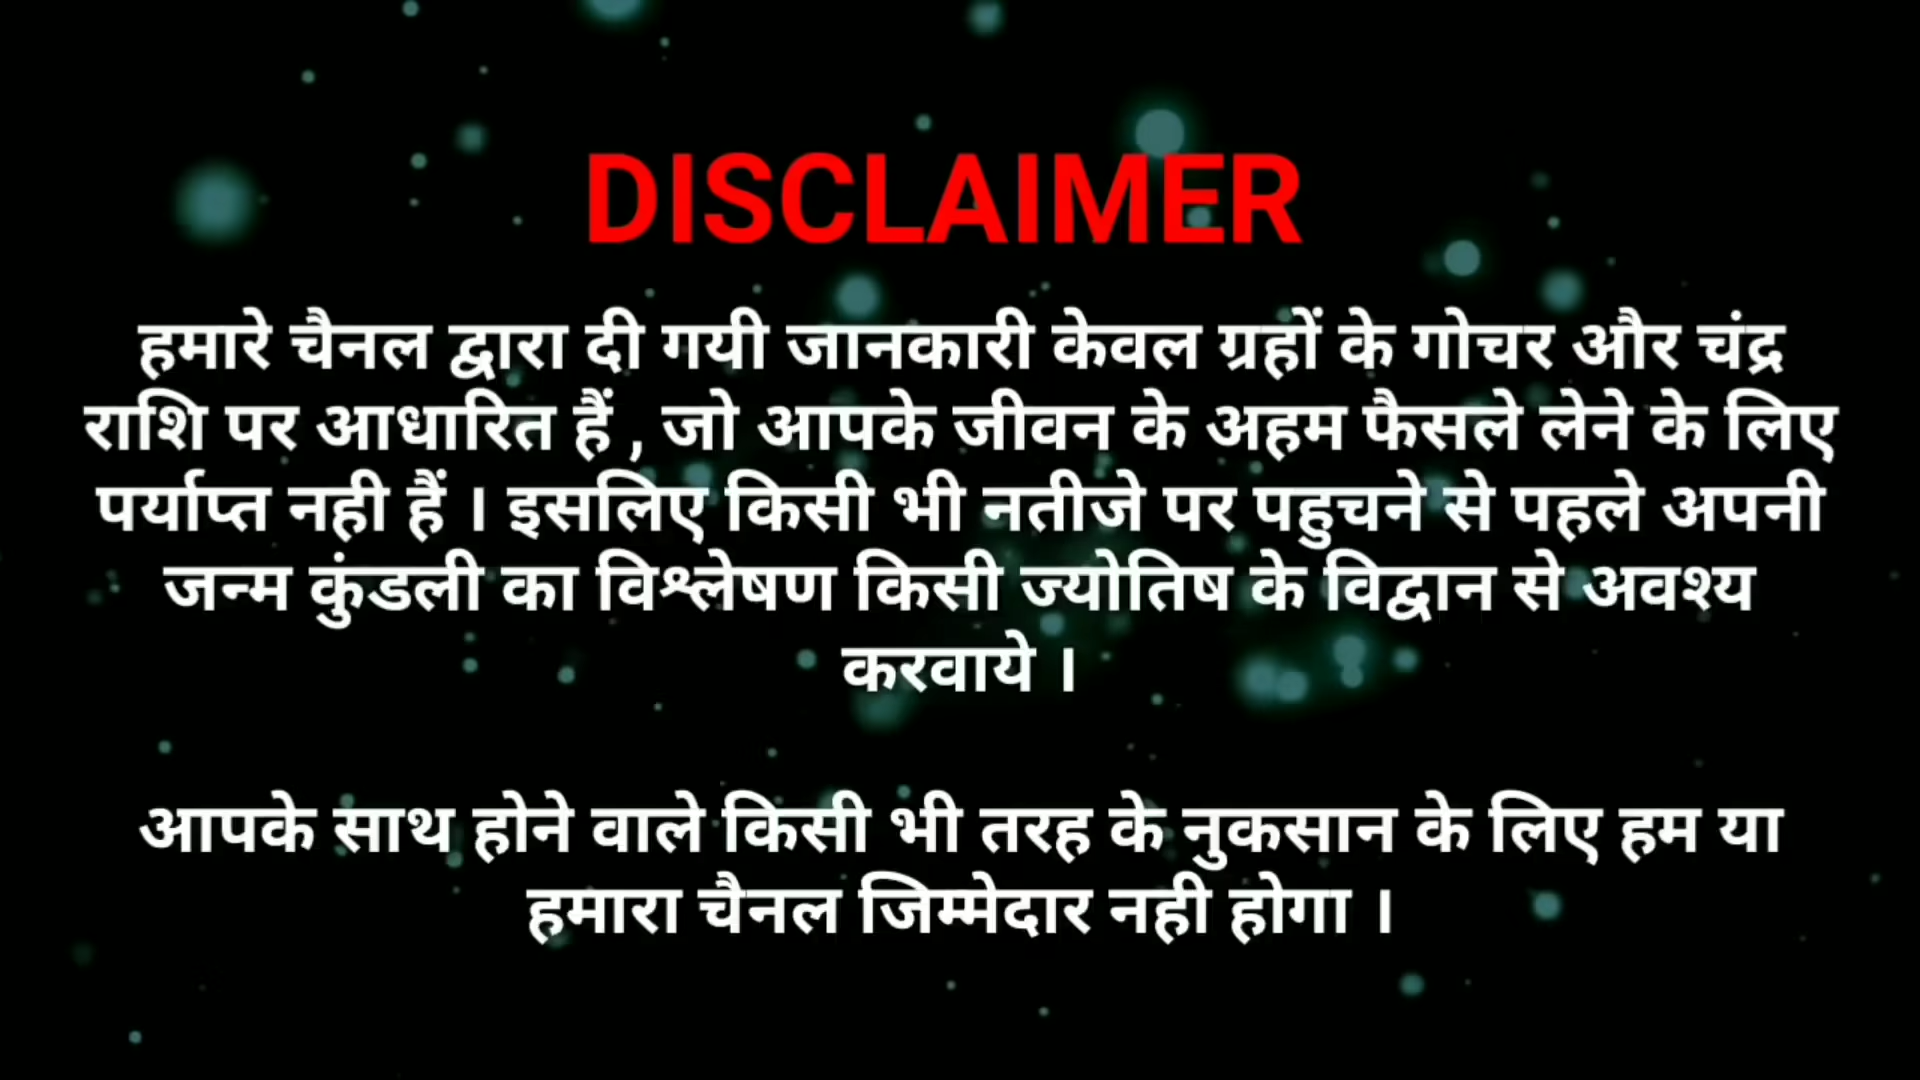 DISCLAIMER
हमारे चैनल द्वारा दी गयी जानकारी केवल ग्रहों के गोचर और चंद्र
राशि पर आधारित हैं , जो आपके जीवन के अहम फैसले लेने के लिए
पर्याप्त नही हैं । इसलिए किसी भी नतीजे पर पहुचने से पहले अपनी
जन्म कुंडली का विश्लेषण किसी ज्योतिष के विद्वान से अवश्य
करवाये ।
आपके साथ होने वाले किसी भी तरह के नुकसान के लिए हम या
हमारा चैनल जिम्मेदार नही होगा ।